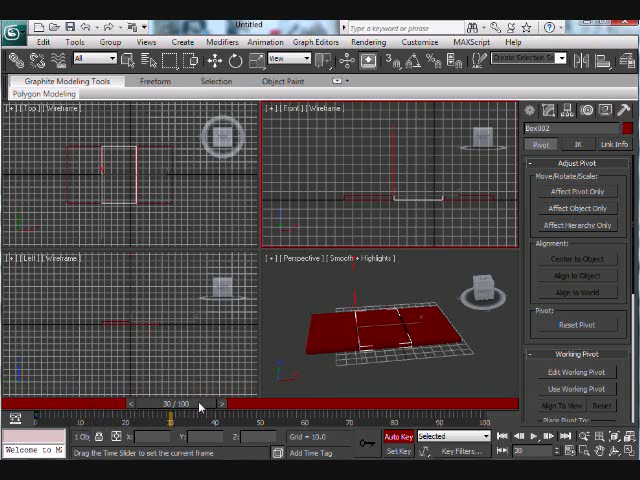 Untitled
Type a keyword or phrase
Edit Tools Group Views Create Modifiers Animation Graph Editors Rendering Customize MAXScript Help
All View Create Selection Se
Graphite Modeling Tools Freeform Selection Object Paint
Polygon Modeling
[ + ] [ Top ] [ Wireframe ]
[ + ] [ Front ] [ Wireframe ]
Box002
Pivot IK Link Info
- Adjust Pivot
Move/Rotate/Scale:
Affect Pivot Only
Affect Object Only
Affect Hierarchy Only
Alignment:
[ + ] [ Left ] [ Wireframe ]
[ + ] [ Perspective ] [ Smooth + Highlights ]
Center to Object
Align to Object
Align to World
Pivot:
Reset Pivot
- Working Pivot
Edit Working Pivot
Use Working Pivot
Align To View Reset
< 30 / 100 >
0 10 20 30 40 50 60 70 80 90 100
1 Obj X: Y: Z: Grid = 10.0 Auto Key Selected
Welcome to M Drag the Time Slider to set the current frame Add Time Tag Set Key Key Filters... 30